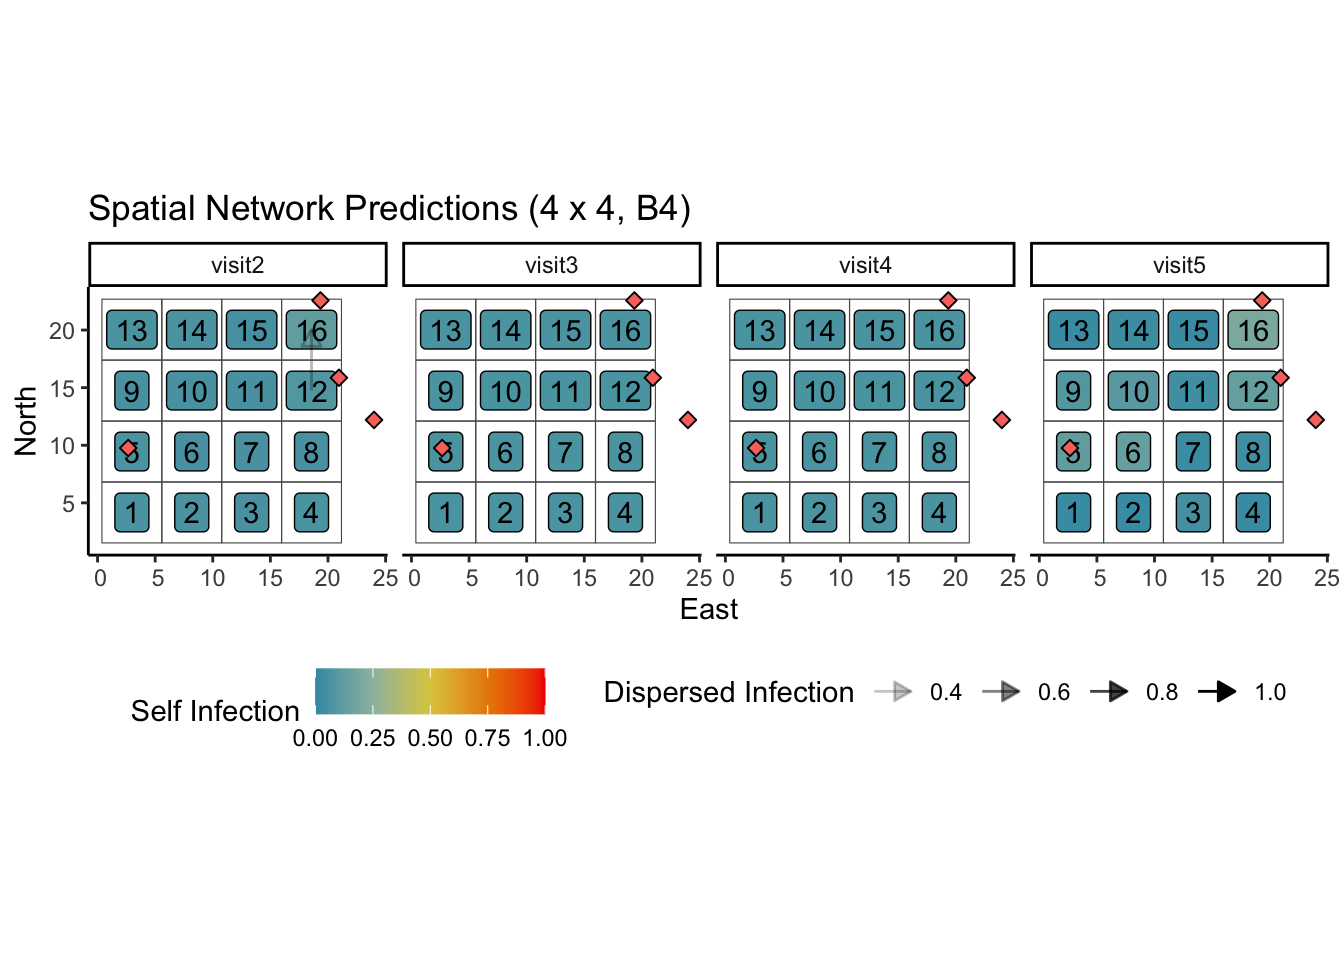 Spatial Network Predictions (4 x 4, B4)
visit2 visit3 visit4 visit5
20 13 14 15 16 13 14 15 16 13 14 15 16 13 14 15 16
15 9 10 11 12 9 10 11 12 9 10 11 12 9 10 11 12
10 5 6 7 8 5 6 7 8 5 6 7 8 5 6 7 8
5 1 2 3 4 1 2 3 4 1 2 3 4 1 2 3 4
North
0 5 10 15 20 25 0 5 10 15 20 25 0 5 10 15 20 25 0 5 10 15 20 25
East
Self Infection
0.00 0.25 0.50 0.75 1.00
Dispersed Infection 0.4 0.6 0.8 1.0